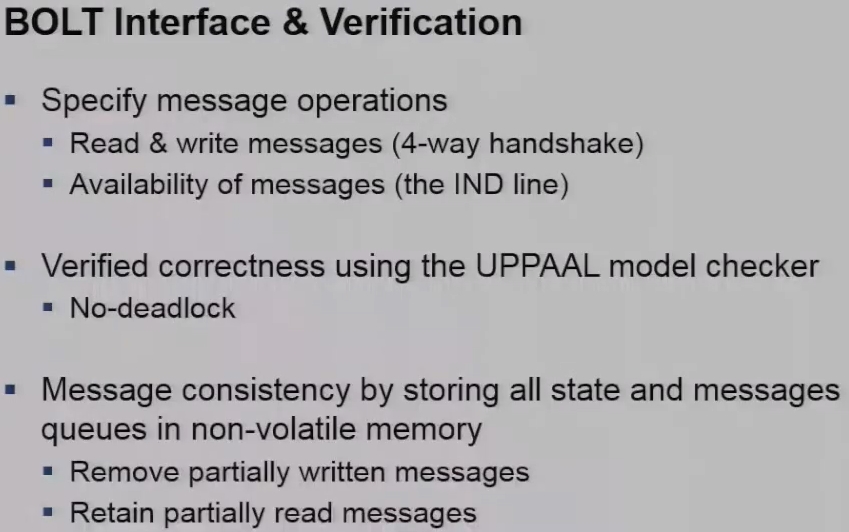 BOLT Interface & Verification
▪ Specify message operations
▪ Read & write messages (4-way handshake)
▪ Availability of messages (the IND line)
▪ Verified correctness using the UPPAAL model checker
▪ No-deadlock
▪ Message consistency by storing all state and messages
queues in non-volatile memory
▪ Remove partially written messages
▪ Retain partially read messages